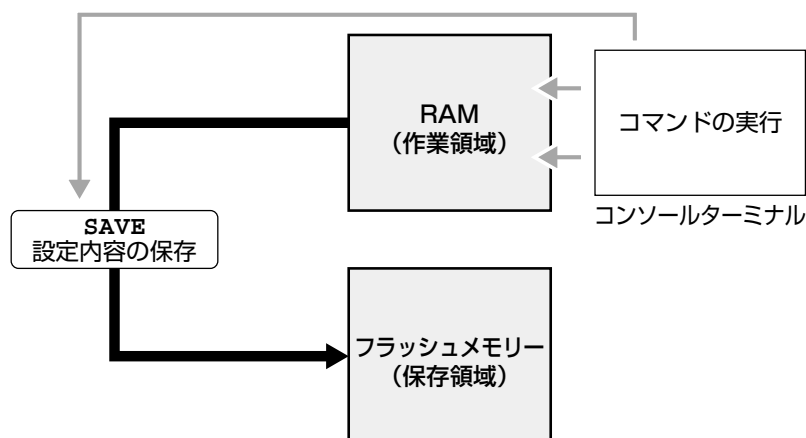 RAM
（作業領域）
コマンドの実行
コンソールターミナル
SAVE
設定内容の保存
フラッシュメモリー
（保存領域）